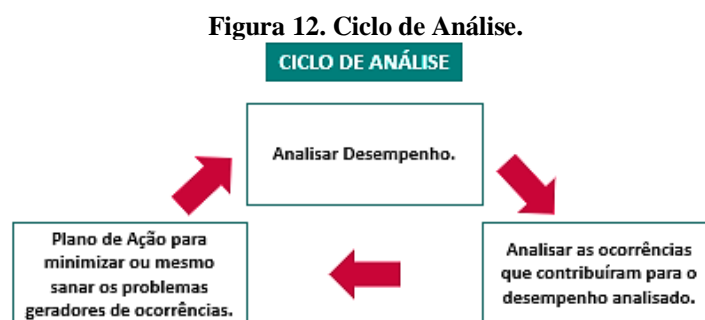 Figura 12. Ciclo de Análise.
CICLO DE ANÁLISE
Analisar Desempenho.
Analisar as ocorrências
que contribuíram para o
desempenho analisado.
Plano de Ação para
minimizar ou mesmo
sanar os problemas
geradores de ocorrências.